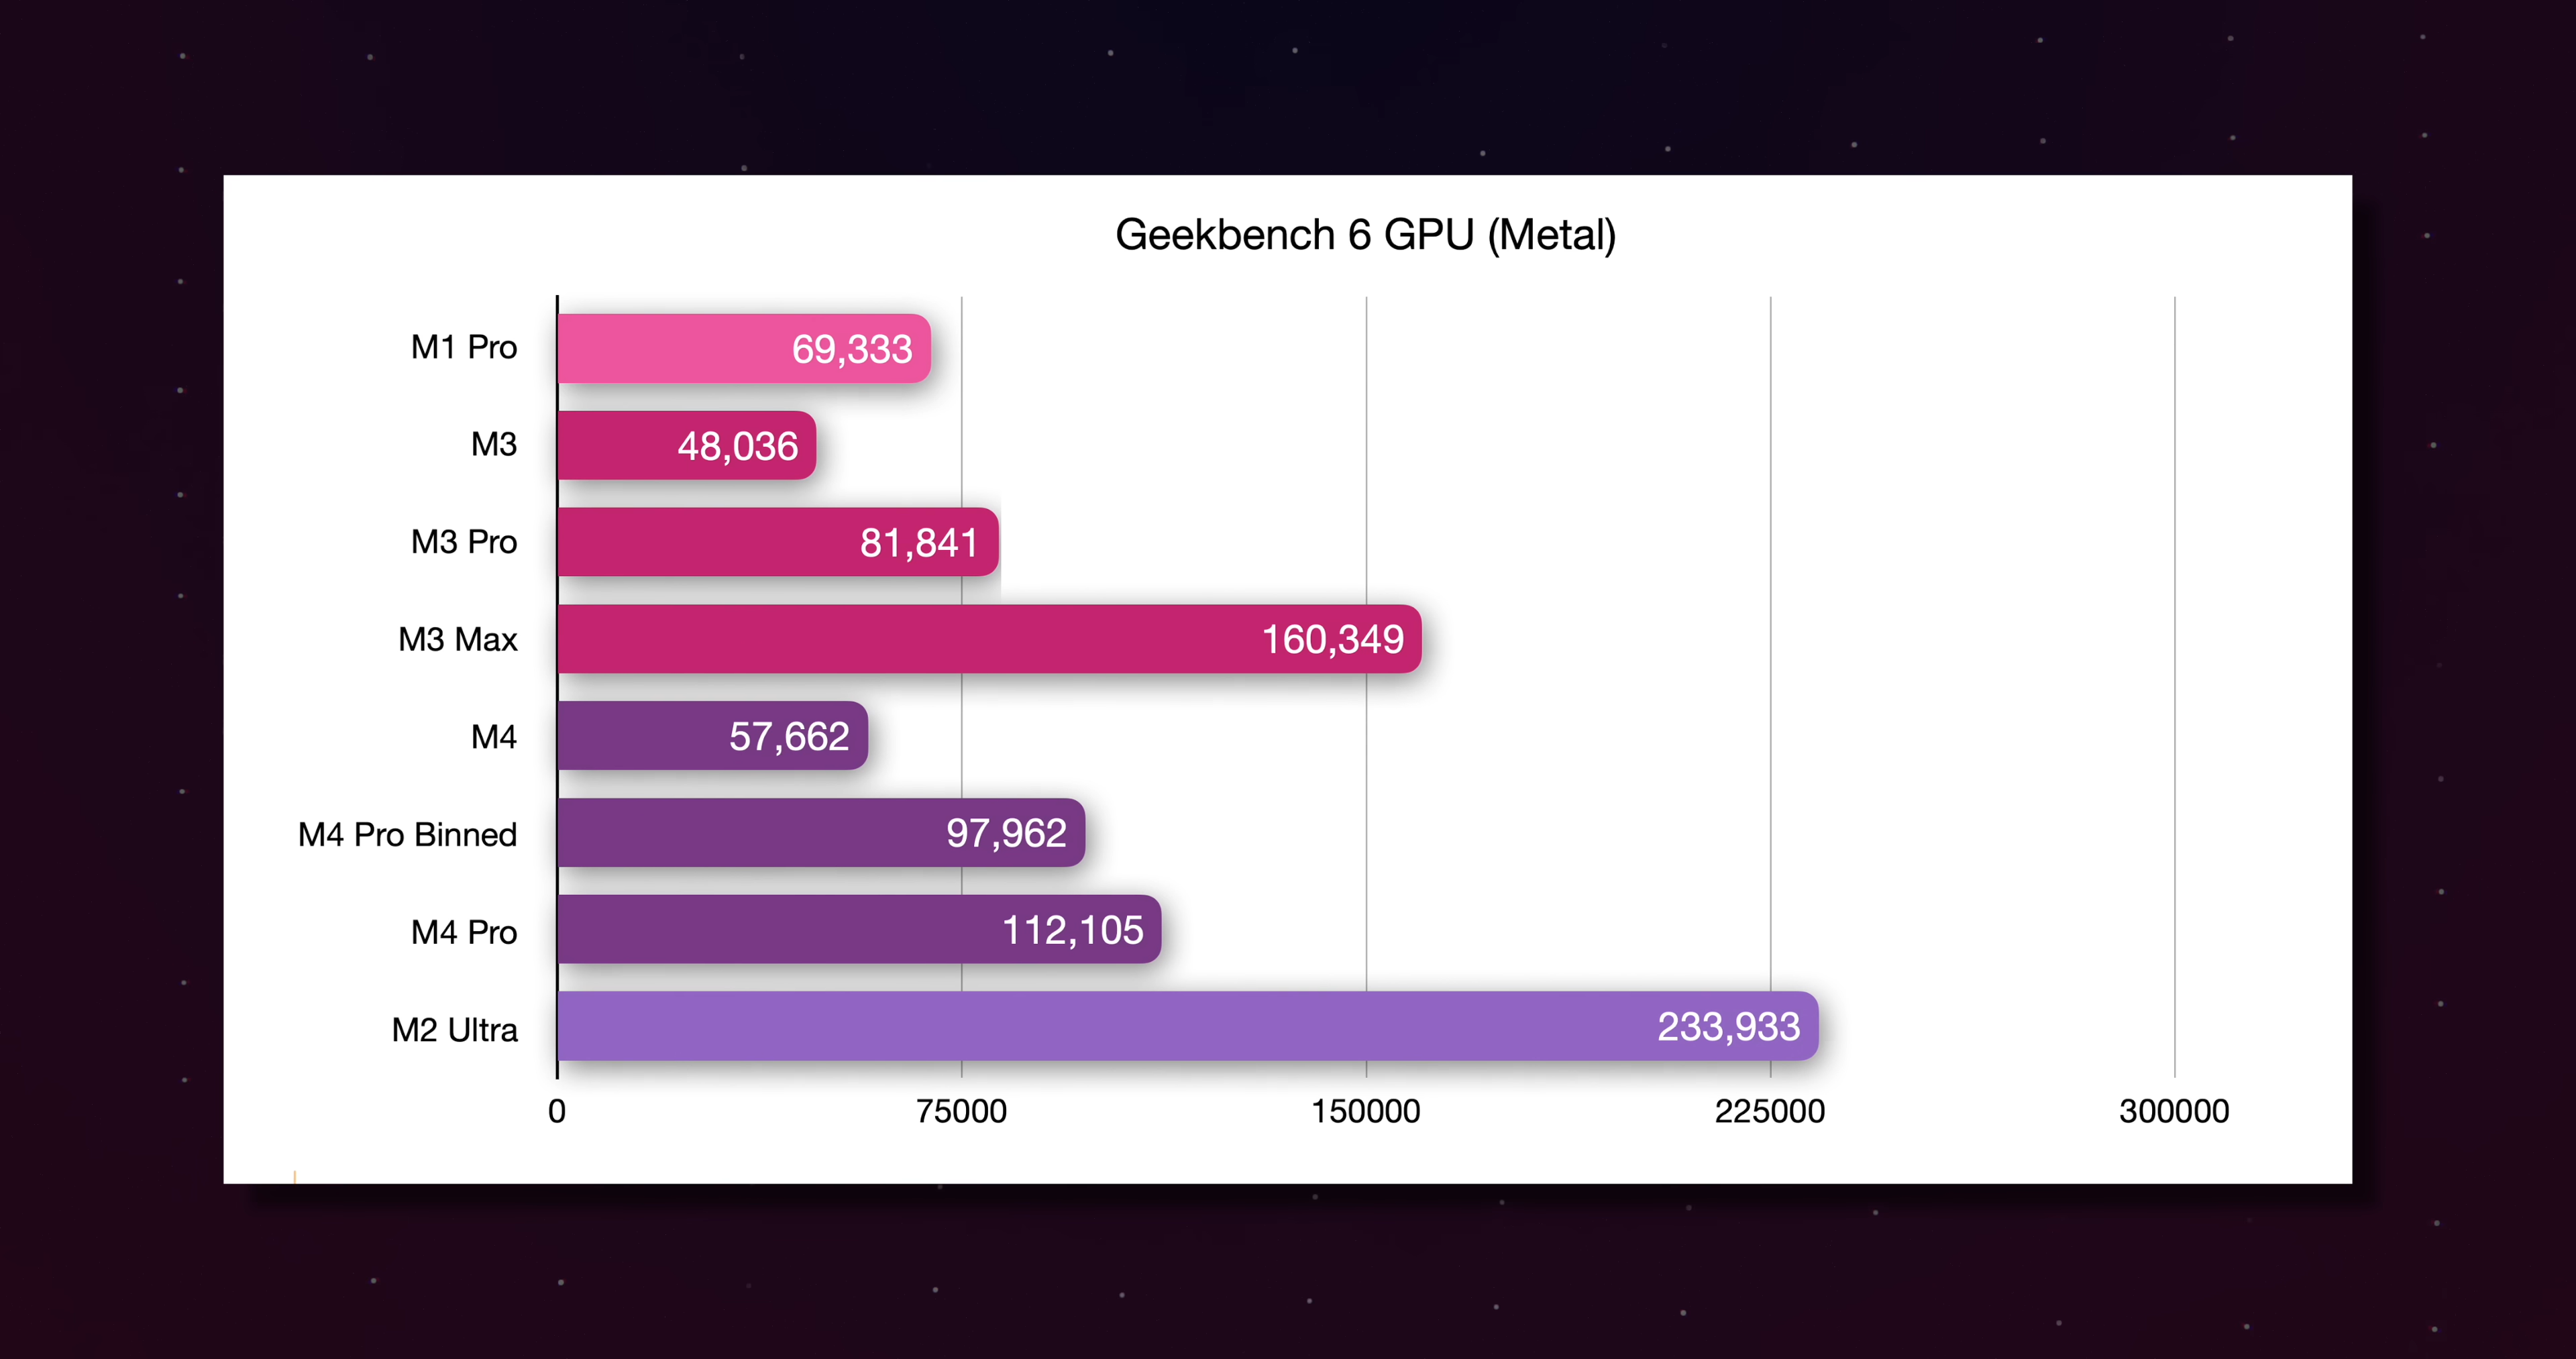 Geekbench 6 GPU (Metal)
M1 Pro 69,333
M3 48,036
M3 Pro 81,841
M3 Max 160,349
M4 57,662
M4 Pro Binned 97,962
M4 Pro 112,105
M2 Ultra 233,933
0 75000 150000 225000 300000